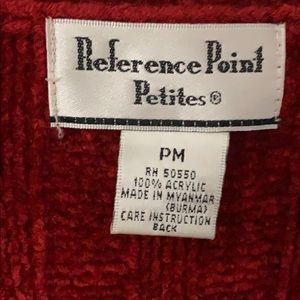 Reference Point
Petites®
PM
RN 50550
100% ACRYLIC
MADE IN MYANMAR
(BURMA)
CARE INSTRUCTION
BACK